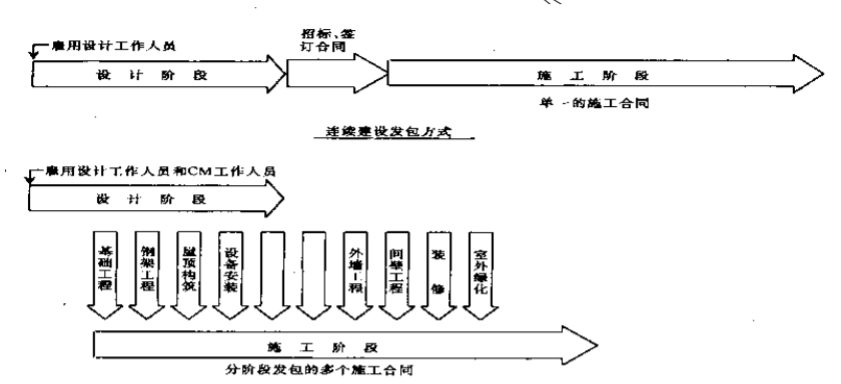 雇用设计工作人员
招标、签
订合同
设计阶段
施工阶段
单一的施工合同
连续建设发包方式
雇用设计工作人员和CM工作人员
设计阶段
基础工程
钢架工程
屋顶构筑
设备安装
外墙工程
间壁工程
装修
室外绿化
施工阶段
分阶段发包的多个施工合同